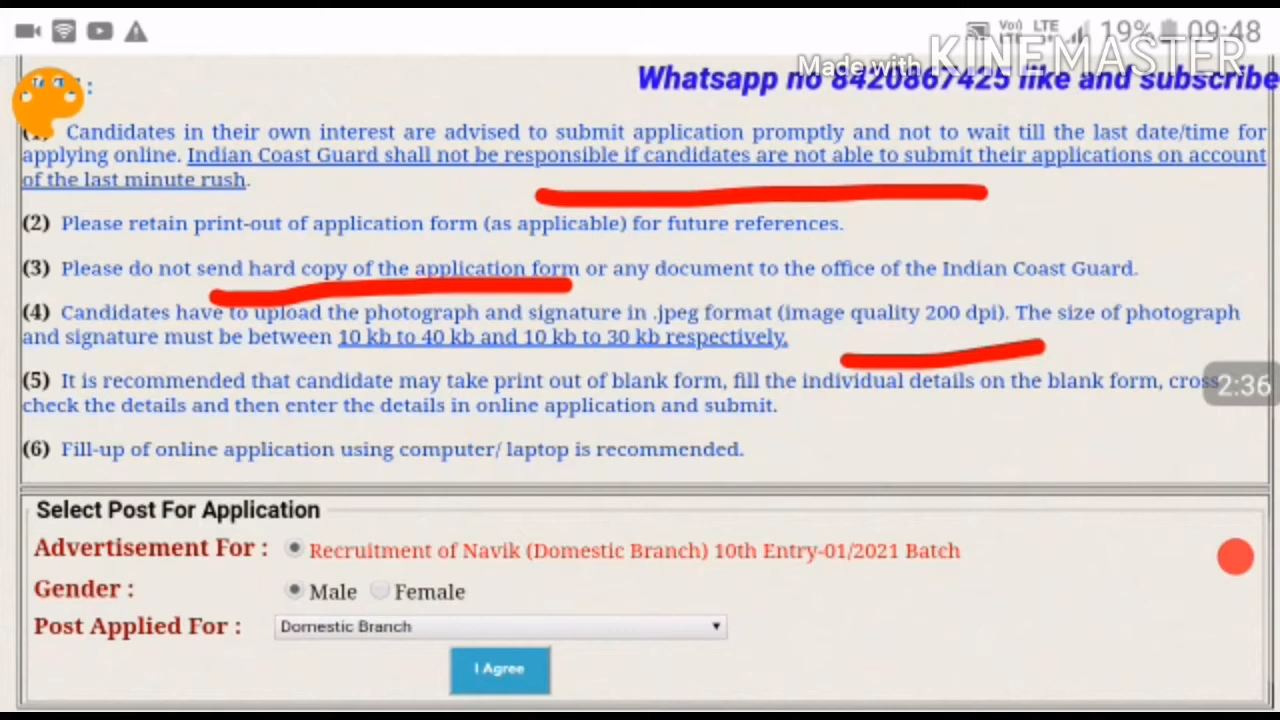 Vo) LTE 19% 09:48
Made with KINEMASTER
Whatsapp no 8420867425 like and subscribe
:
(1) Candidates in their own interest are advised to submit application promptly and not to wait till the last date/time for
applying online. Indian Coast Guard shall not be responsible if candidates are not able to submit their applications on account
of the last minute rush.
(2) Please retain print-out of application form (as applicable) for future references.
(3) Please do not send hard copy of the application form or any document to the office of the Indian Coast Guard.
(4) Candidates have to upload the photograph and signature in .jpeg format (image quality 200 dpi). The size of photograph
and signature must be between 10 kb to 40 kb and 10 kb to 30 kb respectively.
(5) It is recommended that candidate may take print out of blank form, fill the individual details on the blank form, cross
2:36
check the details and then enter the details in online application and submit.
(6) Fill-up of online application using computer/ laptop is recommended.
Select Post For Application
Advertisement For : Recruitment of Navik (Domestic Branch) 10th Entry-01/2021 Batch
Gender : Male Female
Post Applied For : Domestic Branch
I Agree